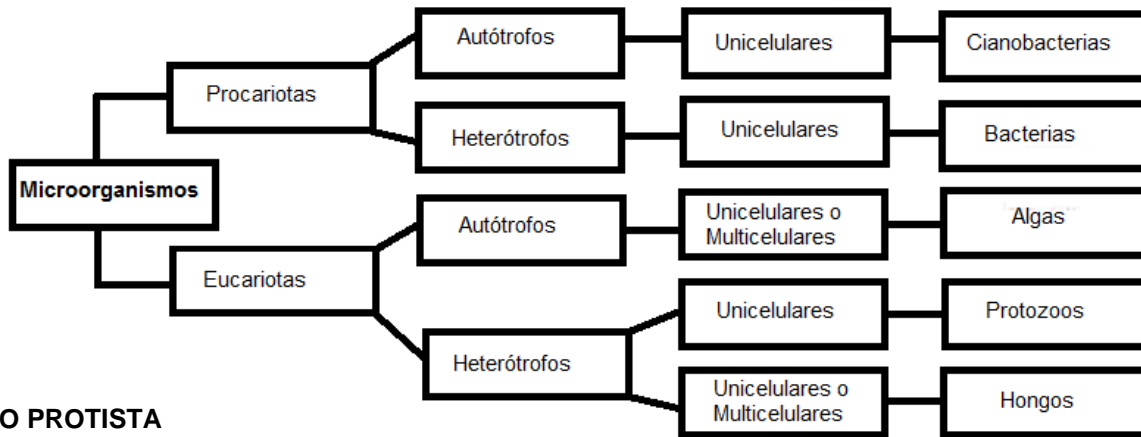 Autótrofos
Unicelulares
Cianobacterias
Procariotas
Heterótrofos
Unicelulares
Bacterias
Microorganismos
Autótrofos
Unicelulares o
Multicelulares
Algas
Eucariotas
Unicelulares
Protozoos
Heterótrofos
Unicelulares o
Multicelulares
Hongos
O PROTISTA